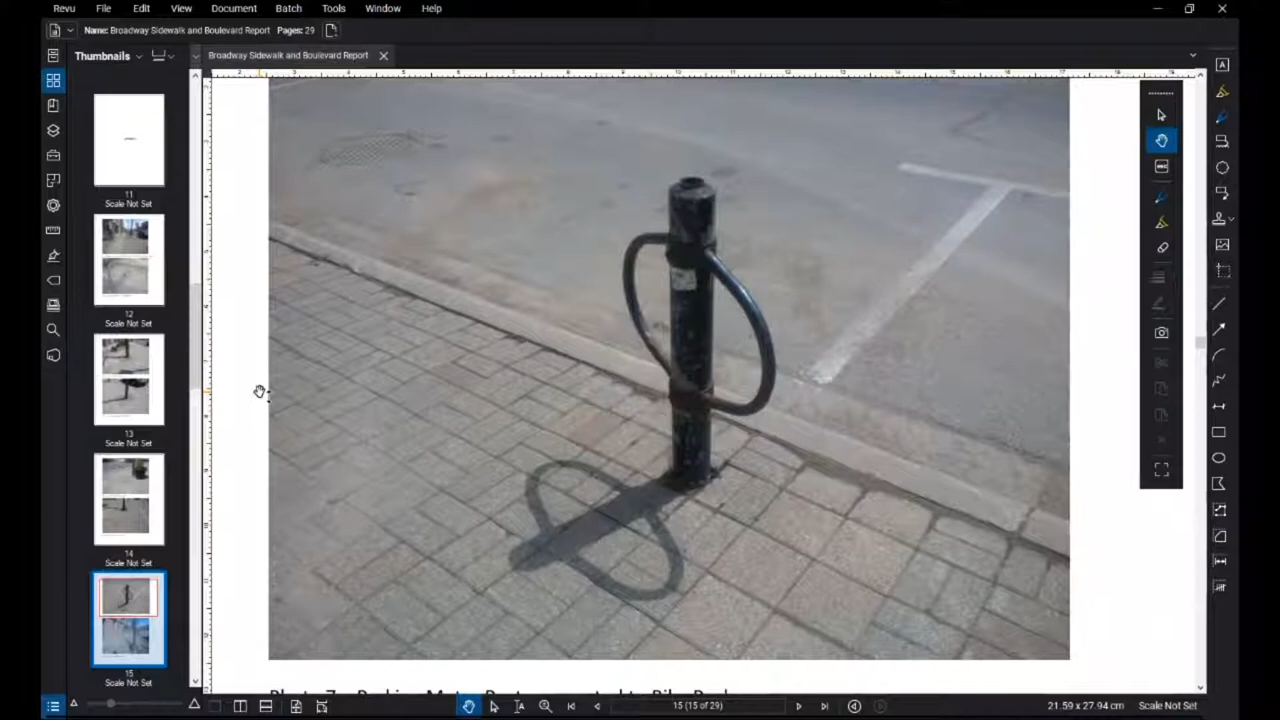 Revu File Edit View Document Batch Tools Window Help
Name: Broadway Sidewalk and Boulevard Report Pages: 29
Thumbnails
Broadway Sidewalk and Boulevard Report
11
Scale Not Set
12
Scale Not Set
13
Scale Not Set
14
Scale Not Set
15
Scale Not Set
15 (15 of 29)
21.59 x 27.94 cm Scale Not Set